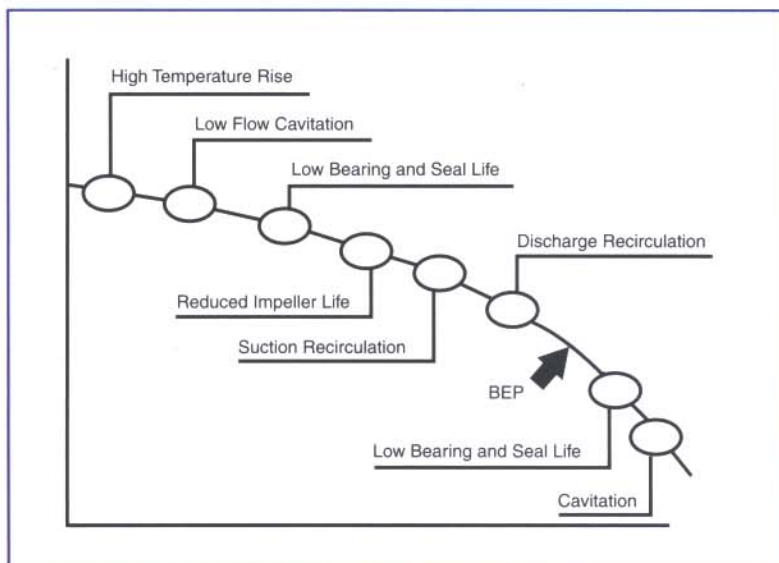 High Temperature Rise
Low Flow Cavitation
Low Bearing and Seal Life
Discharge Recirculation
Reduced Impeller Life
Suction Recirculation
BEP
Low Bearing and Seal Life
Cavitation